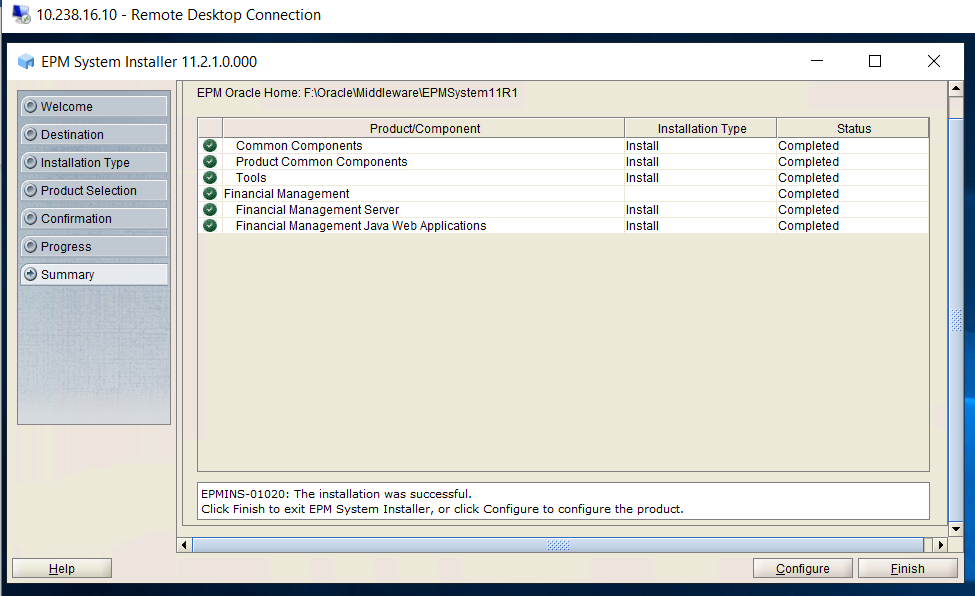 10.238.16.10 - Remote Desktop Connection
EPM System Installer 11.2.1.0.000
Welcome
Destination
Installation Type
Product Selection
Confirmation
Progress
Summary
EPM Oracle Home: F:\Oracle\Middleware\EPMSystem11R1
Product/Component Installation Type Status
Common Components Install Completed
Product Common Components Install Completed
Tools Install Completed
Financial Management Completed
Financial Management Server Install Completed
Financial Management Java Web Applications Install Completed
EPMINS-01020: The installation was successful.
Click Finish to exit EPM System Installer, or click Configure to configure the product.
Help
Configure
Finish